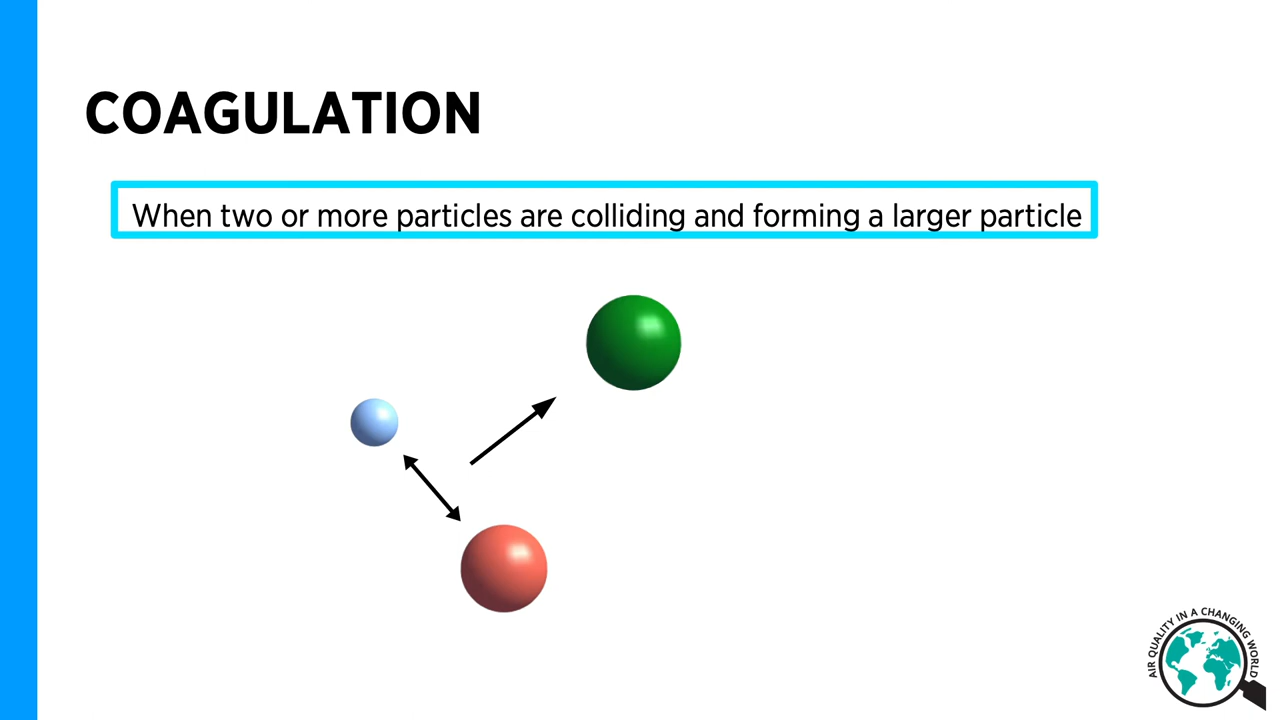 COAGULATION
When two or more particles are colliding and forming a larger particle
AIR QUALITY IN A CHANGING WORLD